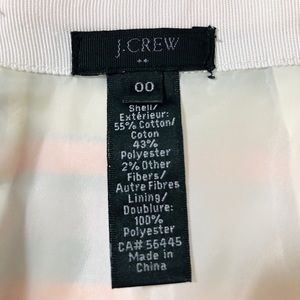 J.CREW
00
Shell/
Extérieur:
55% Cotton/
Coton
43%
Polyester
2% Other
Fibers/
Autre Fibres
Lining/
Doublure:
100%
Polyester
CA# 56445
Made in
China